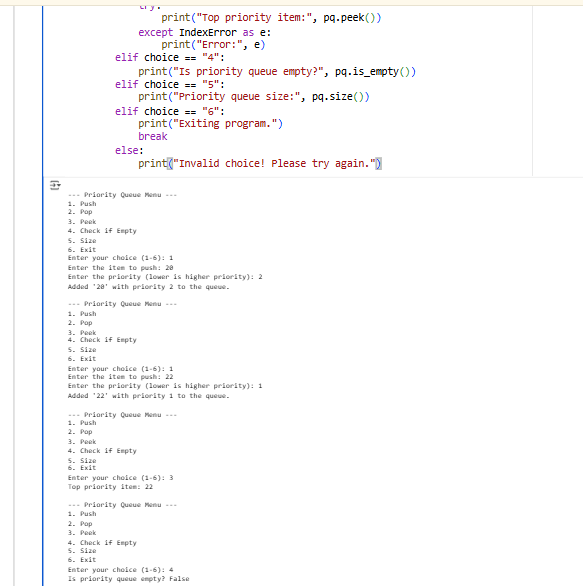 try:
print("Top priority item:", pq.peek())
except IndexError as e:
print("Error:", e)
elif choice == "4":
print("Is priority queue empty?", pq.is_empty())
elif choice == "5":
print("Priority queue size:", pq.size())
elif choice == "6":
print("Exiting program.")
break
else:
print("Invalid choice! Please try again.")
--- Priority Queue Menu ---
1. Push
2. Pop
3. Peek
4. Check if Empty
5. Size
6. Exit
Enter your choice (1-6): 1
Enter the item to push: 20
Enter the priority (lower is higher priority): 2
Added '20' with priority 2 to the queue.
--- Priority Queue Menu ---
1. Push
2. Pop
3. Peek
4. Check if Empty
5. Size
6. Exit
Enter your choice (1-6): 1
Enter the item to push: 22
Enter the priority (lower is higher priority): 1
Added '22' with priority 1 to the queue.
--- Priority Queue Menu ---
1. Push
2. Pop
3. Peek
4. Check if Empty
5. Size
6. Exit
Enter your choice (1-6): 3
Top priority item: 22
--- Priority Queue Menu ---
1. Push
2. Pop
3. Peek
4. Check if Empty
5. Size
6. Exit
Enter your choice (1-6): 4
Is priority queue empty? False